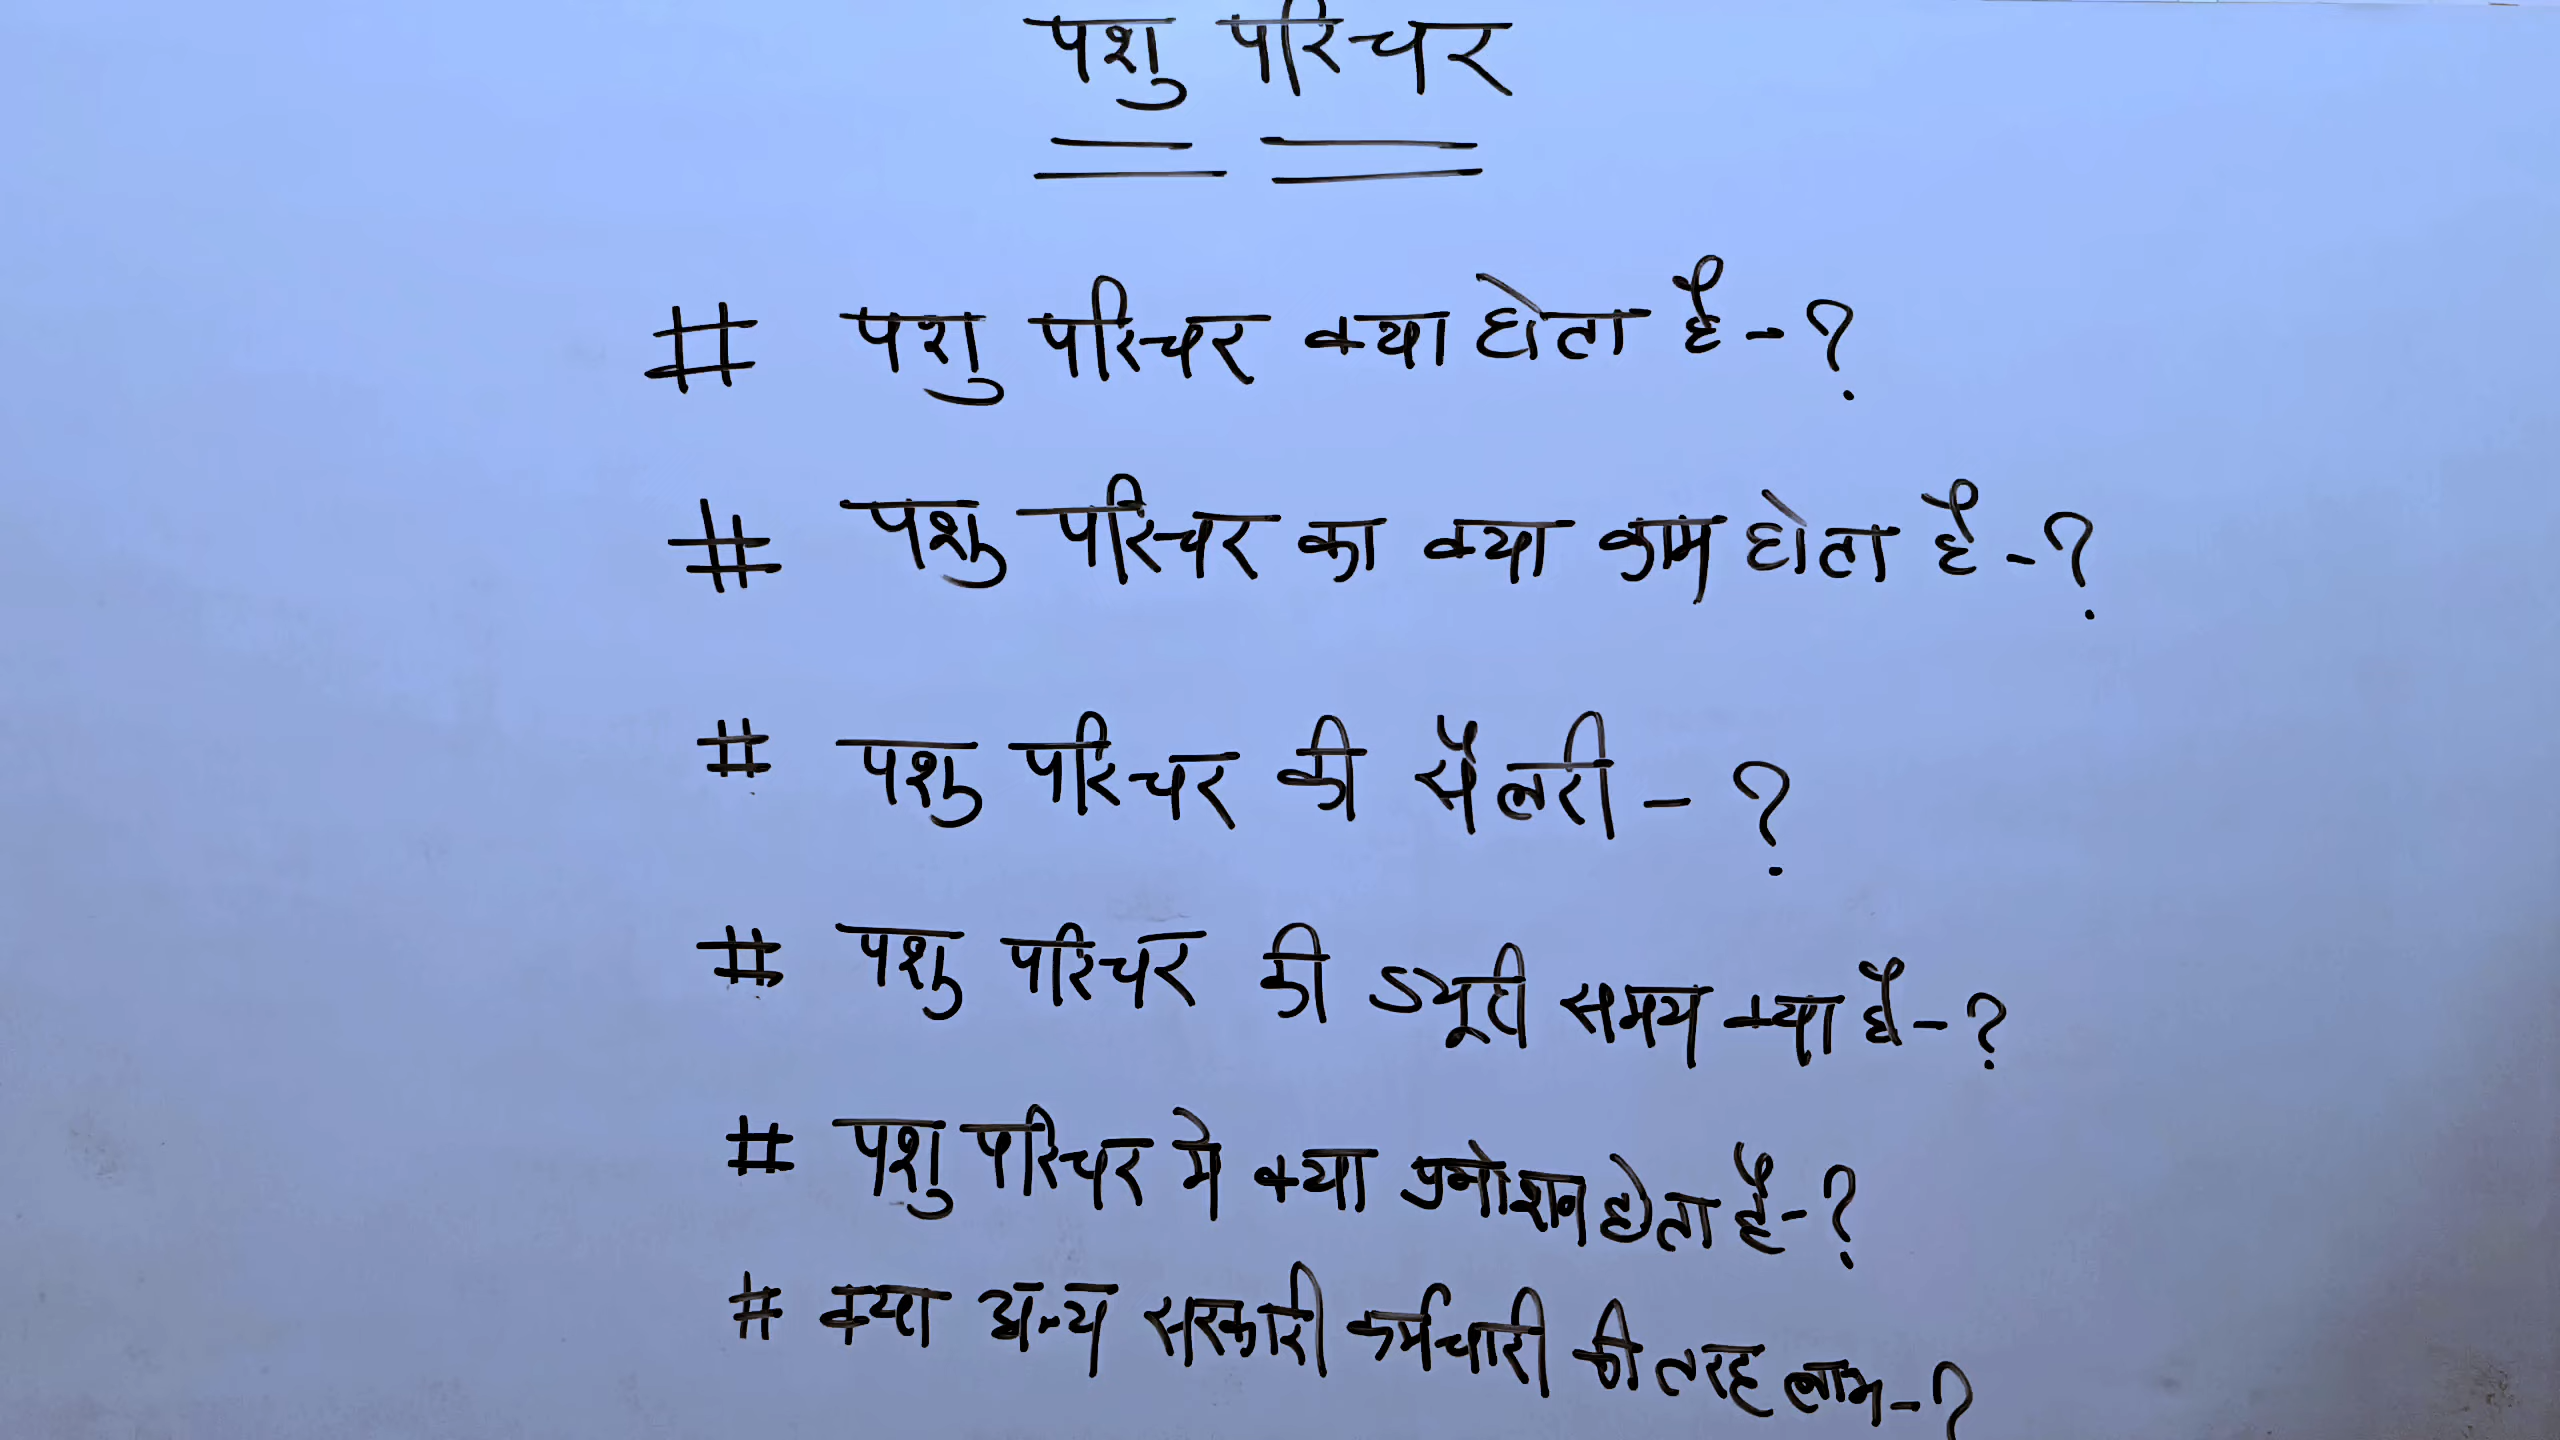 पशु परिचर
# पशु परिचर क्या होता है - ?
# पशु परिचर का क्या काम होता है - ?
# पशु परिचर की सैलरी - ?
# पशु परिचर की ड्यूटी समय क्या है - ?
# पशु परिचर मे क्या प्रमोशन होता है - ?
# क्या अन्य सरकारी कर्मचारी की तरह लाभ - ?